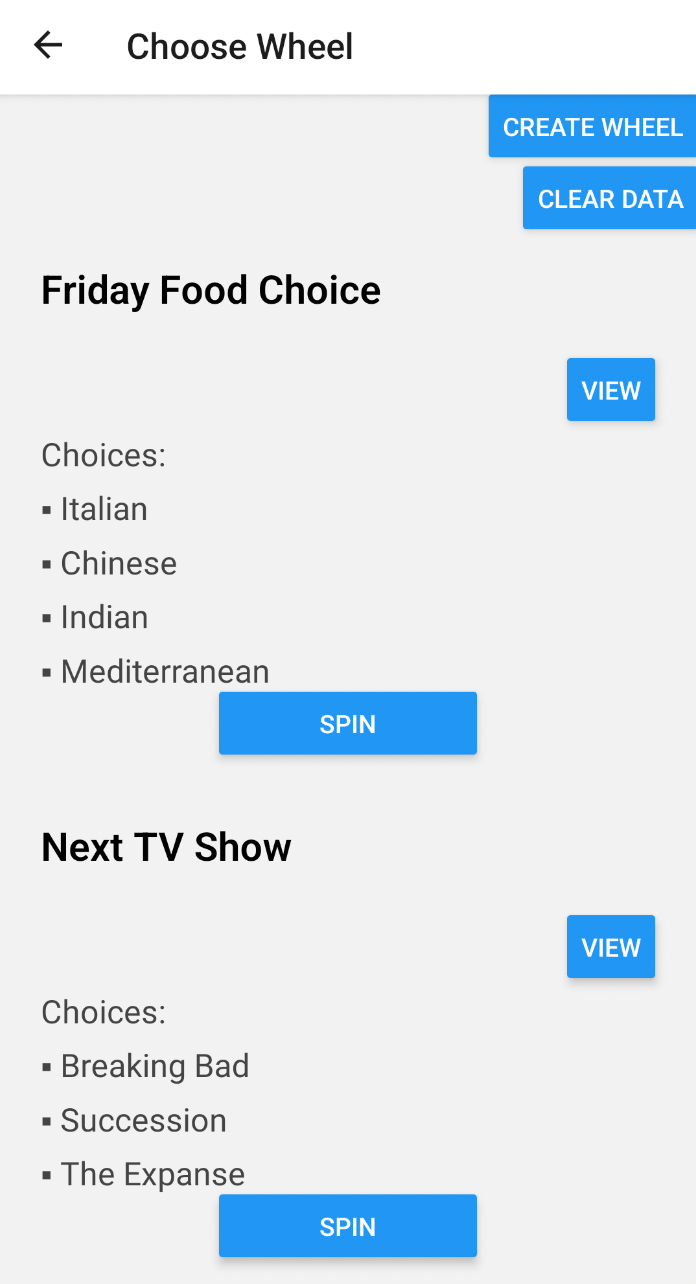 Choose Wheel
CREATE WHEEL
CLEAR DATA
Friday Food Choice
VIEW
Choices:
▪ Italian
▪ Chinese
▪ Indian
▪ Mediterranean
SPIN
Next TV Show
VIEW
Choices:
▪ Breaking Bad
▪ Succession
▪ The Expanse
SPIN